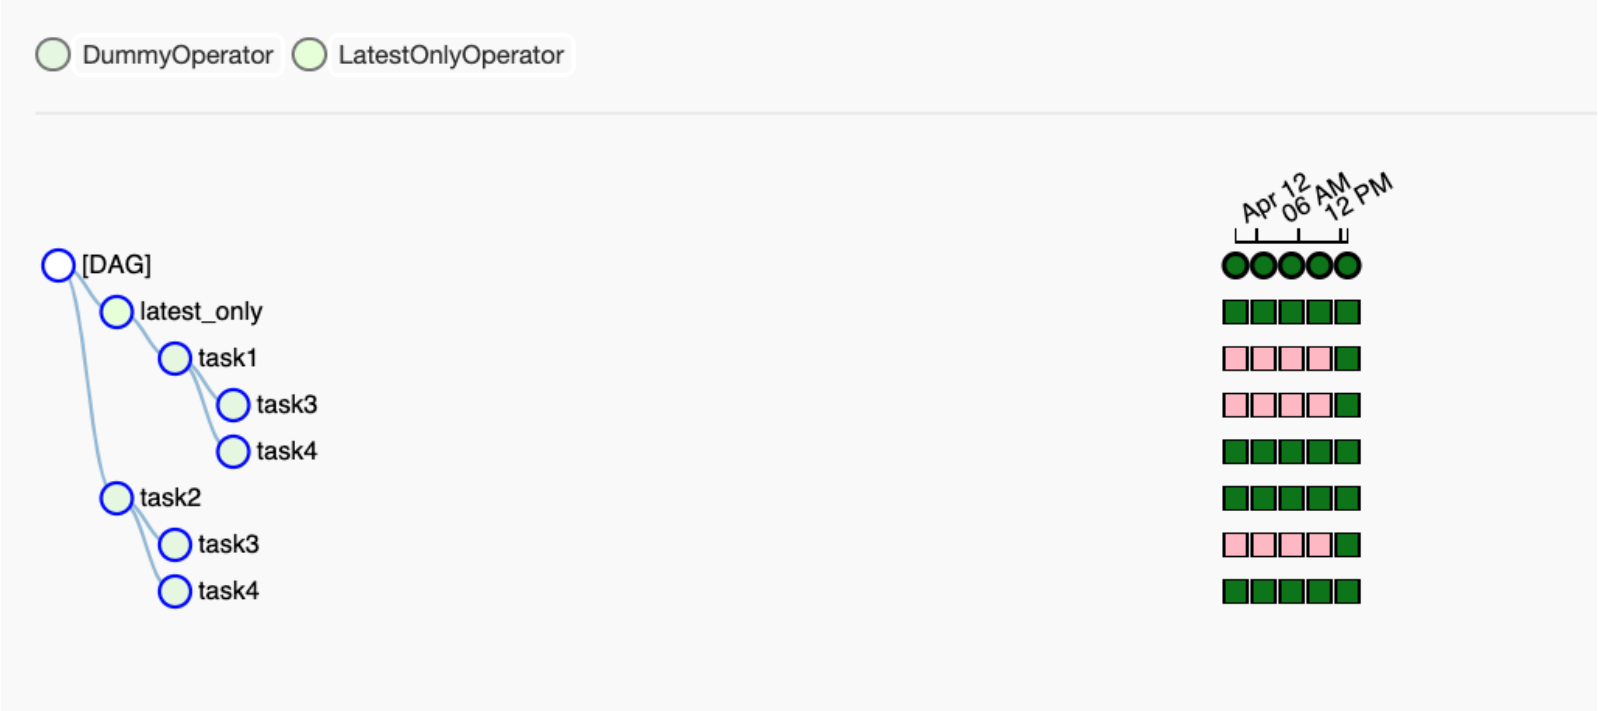 DummyOperator LatestOnlyOperator
Apr 12 06 AM 12 PM
[DAG]
latest_only
task1
task3
task4
task2
task3
task4